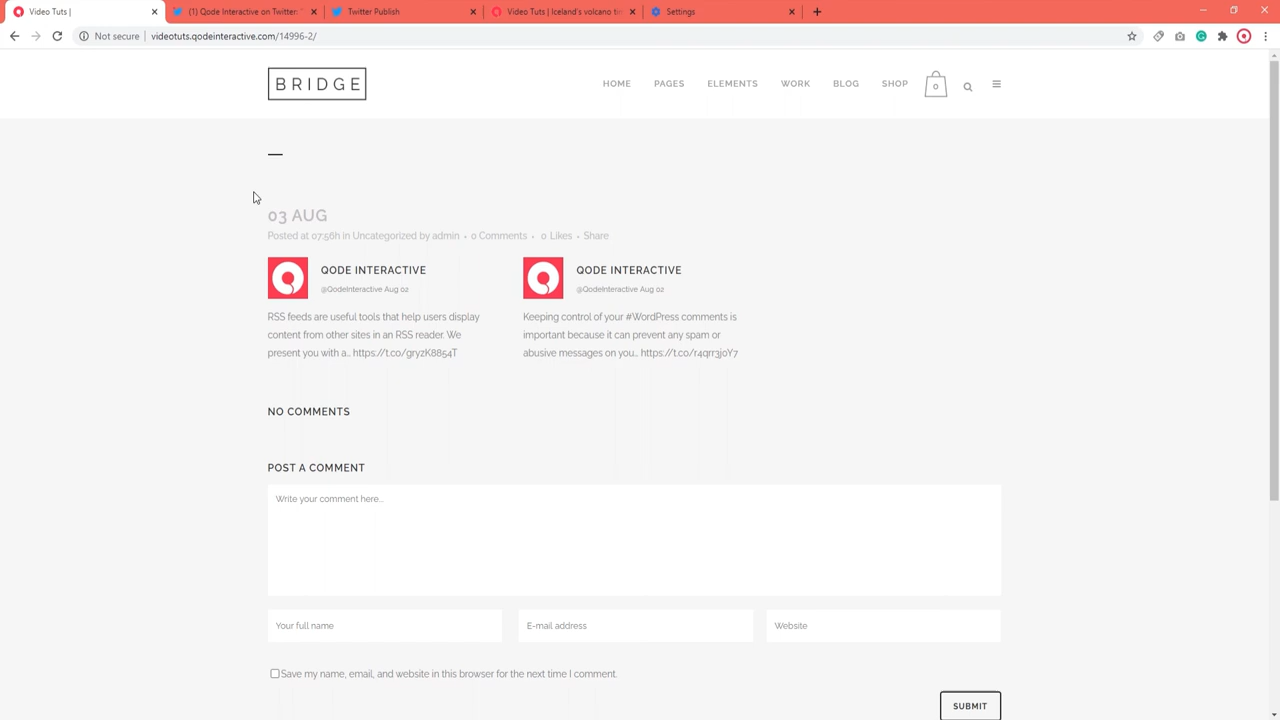 Video Tuts |
(1) Qode Interactive on Twitter: "
Twitter Publish
Video Tuts | Iceland's volcano tim
Settings
Not secure | videotuts.qodeinteractive.com/14996-2/
BRIDGE
HOME PAGES ELEMENTS WORK BLOG SHOP 0
03 AUG
Posted at 07:56h in Uncategorized by admin • 0 Comments • 0 Likes • Share
QODE INTERACTIVE
@QodeInteractive Aug 02
RSS feeds are useful tools that help users display
content from other sites in an RSS reader. We
present you with a… https://t.co/gryzK8854T
QODE INTERACTIVE
@QodeInteractive Aug 02
Keeping control of your #WordPress comments is
important because it can prevent any spam or
abusive messages on you… https://t.co/r4qrr3j0Y7
NO COMMENTS
POST A COMMENT
Write your comment here...
Your full name
E-mail address
Website
Save my name, email, and website in this browser for the next time I comment.
SUBMIT